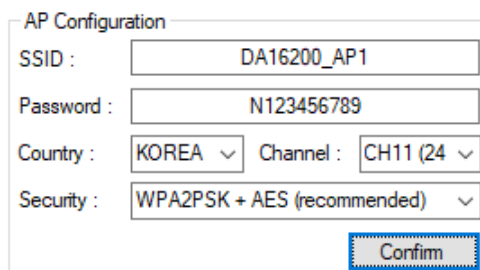 AP Configuration
SSID : DA16200_AP1
Password : N123456789
Country : KOREA Channel : CH11 (24
Security : WPA2PSK + AES (recommended)
Confirm